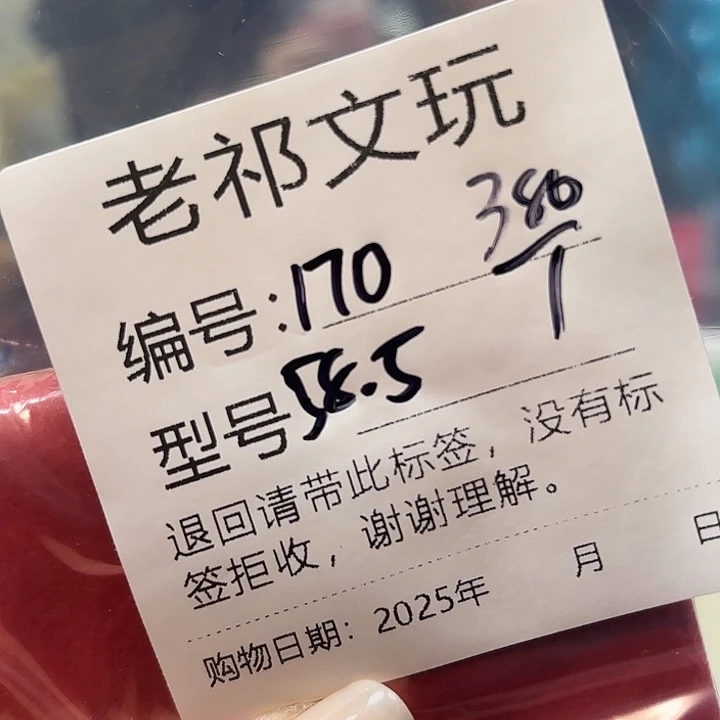 老祁文玩
380
编号:170
1
型号58.5
退回请带此标签，没有标
签拒收，谢谢理解。
购物日期：2025年 月 日